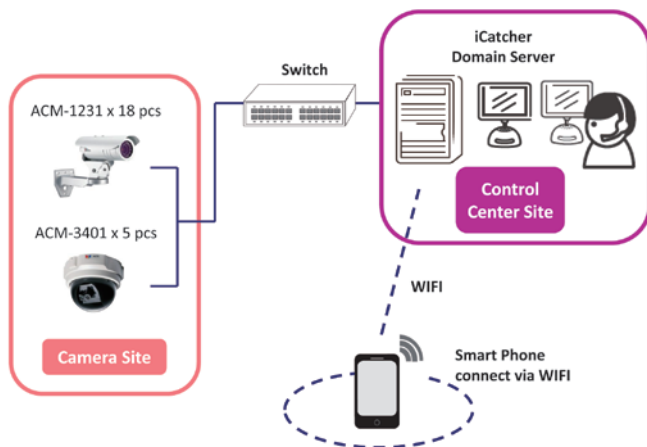 iCatcher
Domain Server
Switch
ACM-1231 x 18 pcs
ACM-3401 x 5 pcs
Control
Center Site
WIFI
Camera Site
Smart Phone
connect via WIFI